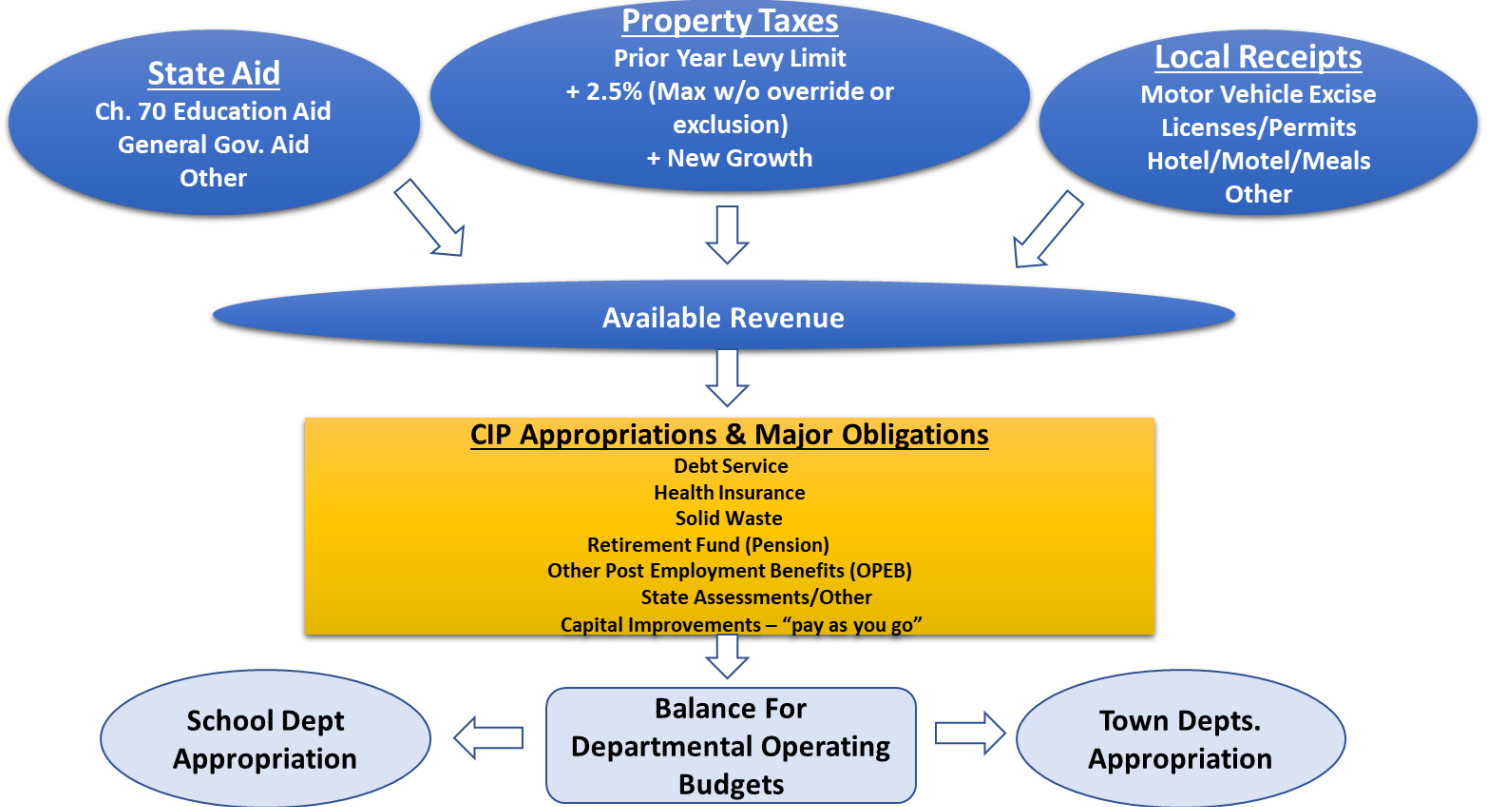 State Aid
Ch. 70 Education Aid
General Gov. Aid
Other
Property Taxes
Prior Year Levy Limit
+ 2.5% (Max w/o override or
exclusion)
+ New Growth
Local Receipts
Motor Vehicle Excise
Licenses/Permits
Hotel/Motel/Meals
Other
Available Revenue
CIP Appropriations & Major Obligations
Debt Service
Health Insurance
Solid Waste
Retirement Fund (Pension)
Other Post Employment Benefits (OPEB)
State Assessments/Other
Capital Improvements – “pay as you go”
School Dept
Appropriation
Balance For
Departmental Operating
Budgets
Town Depts.
Appropriation